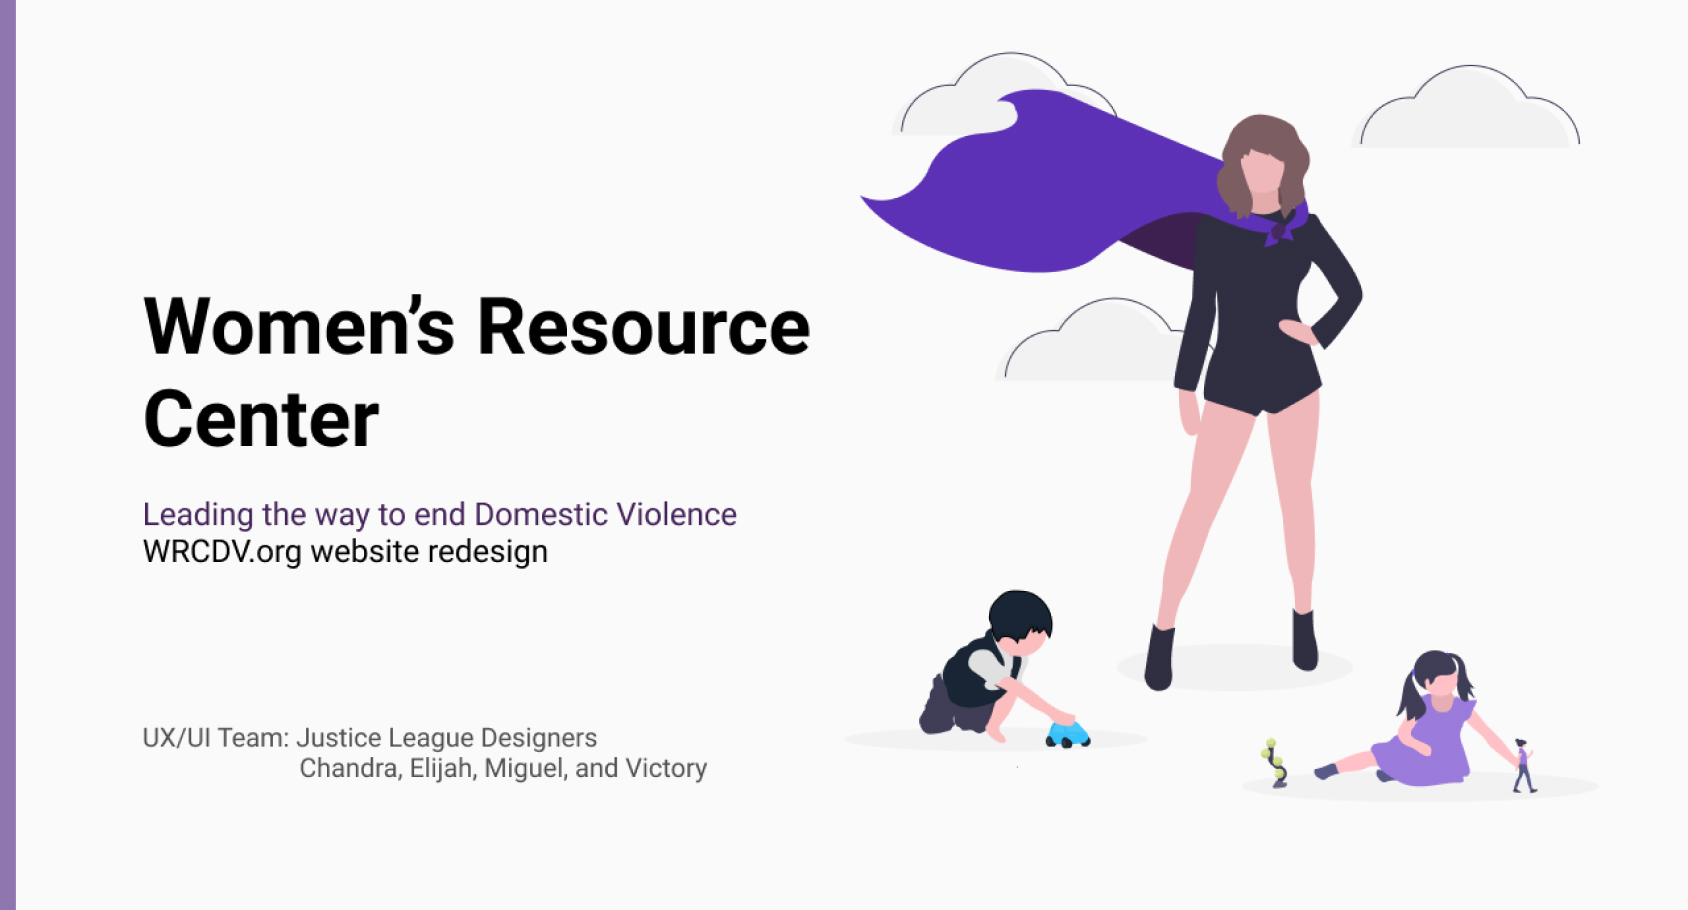 Women’s Resource
Center
Leading the way to end Domestic Violence
WRCDV.org website redesign
UX/UI Team: Justice League Designers
Chandra, Elijah, Miguel, and Victory